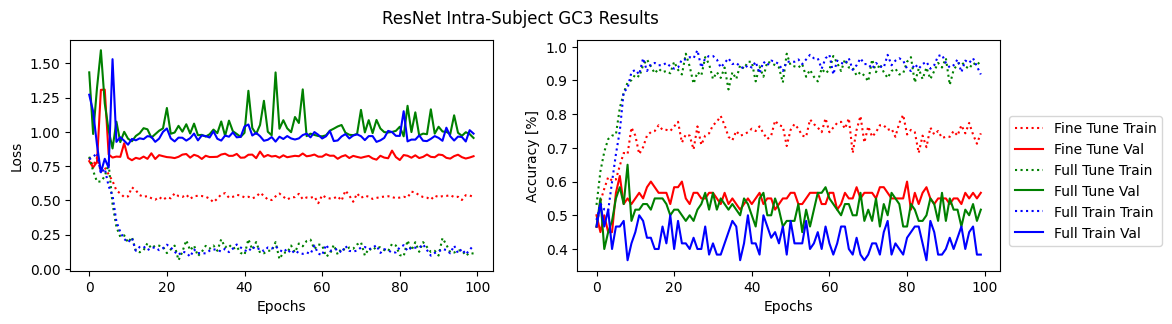 ResNet Intra-Subject GC3 Results
1.50
1.25
1.00
0.75
0.50
0.25
0.00
Loss
0 20 40 60 80 100
Epochs
1.0
0.9
0.8
0.7
0.6
0.5
0.4
Accuracy [%]
0 20 40 60 80 100
Epochs
Fine Tune Train
Fine Tune Val
Full Tune Train
Full Tune Val
Full Train Train
Full Train Val